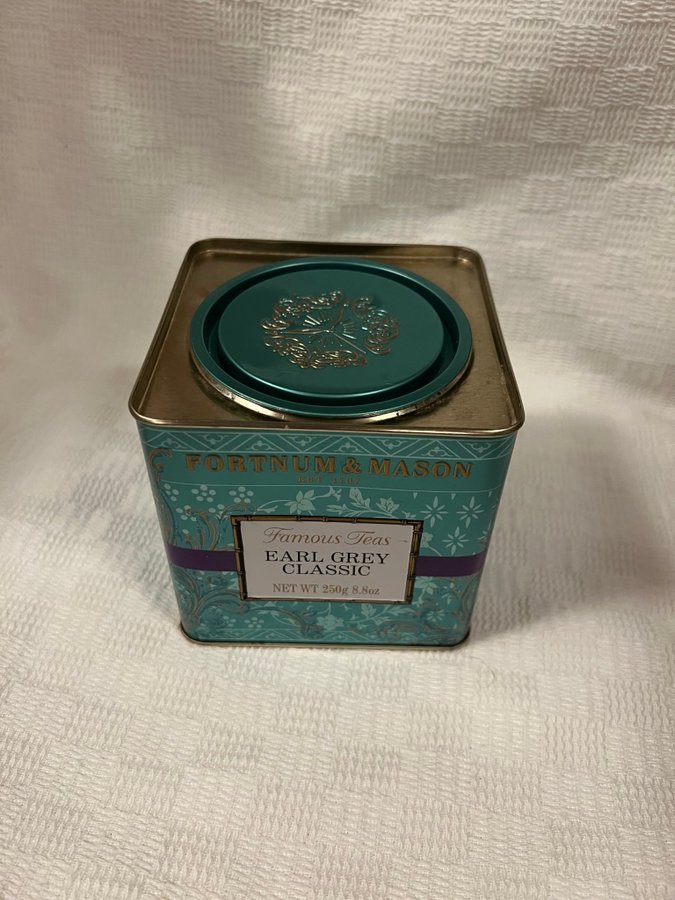 FORTNUM & MASON
EST 1707
Famous Teas
EARL GREY
CLASSIC
NET WT 250g 8.8oz